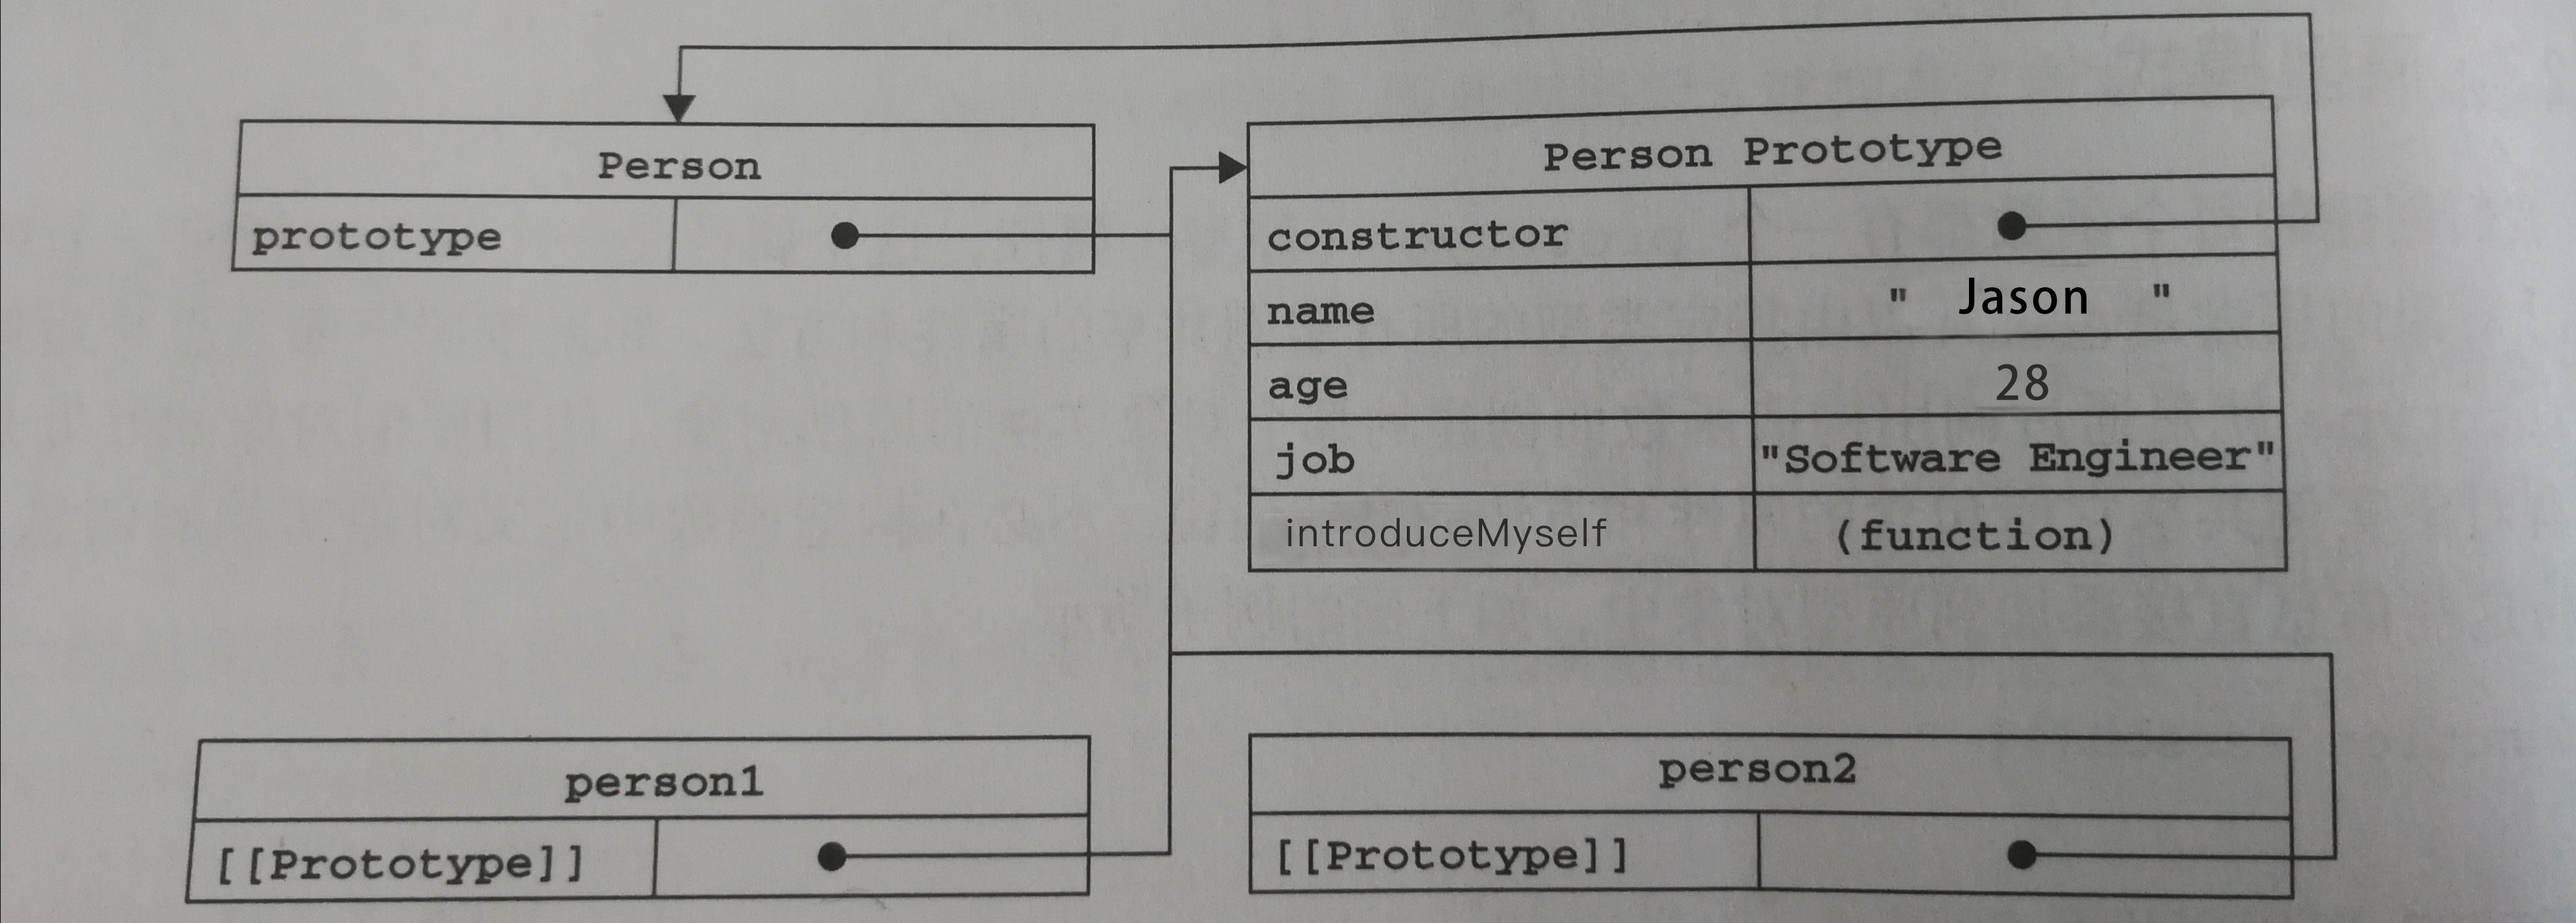 Person
prototype
Person Prototype
constructor
name " Jason "
age 28
job "Software Engineer"
introduceMyself (function)
person1
[[Prototype]]
person2
[[Prototype]]